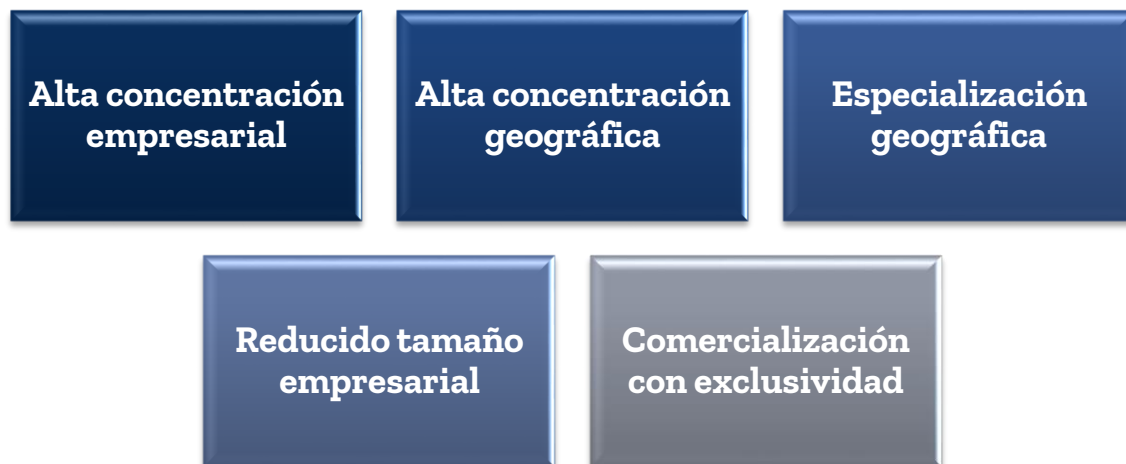 Alta concentración
empresarial
Alta concentración
geográfica
Especialización
geográfica
Reducido tamaño
empresarial
Comercialización
con exclusividad